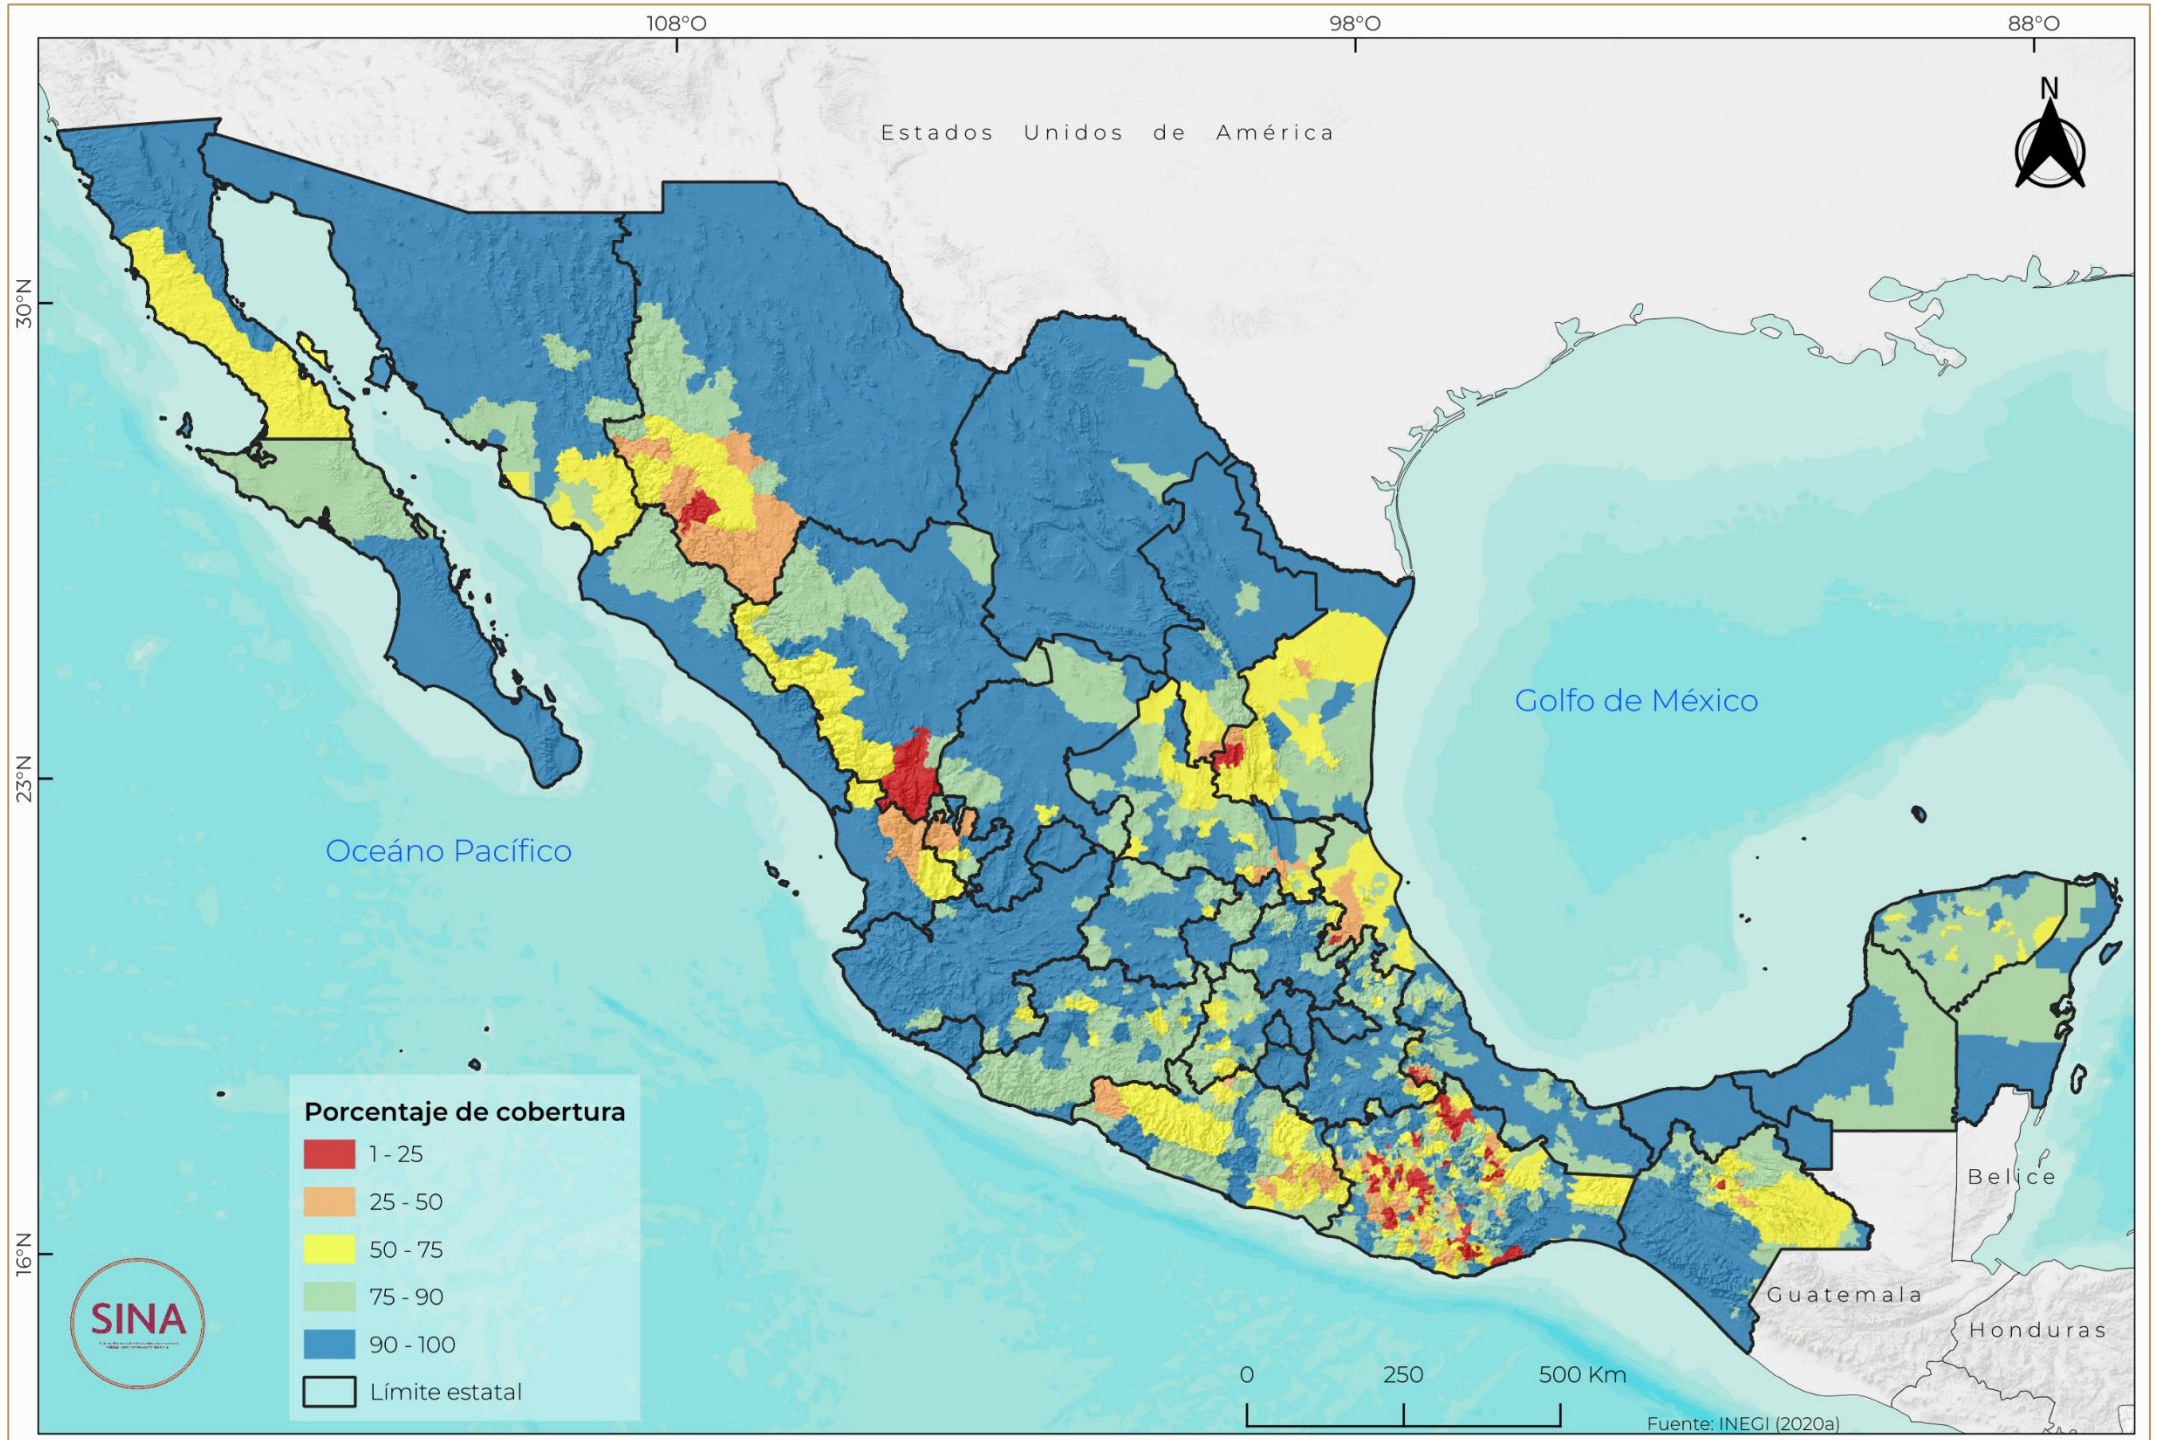 108°O
98°O
88°O
N
Estados Unidos de América
30°N
Golfo de México
23°N
Oceáno Pacífico
Porcentaje de cobertura
1 - 25
25 - 50
50 - 75
75 - 90
90 - 100
Límite estatal
Belice
16°N
Guatemala
Honduras
SINA
0
250
500 Km
Fuente: INEGI (2020a)